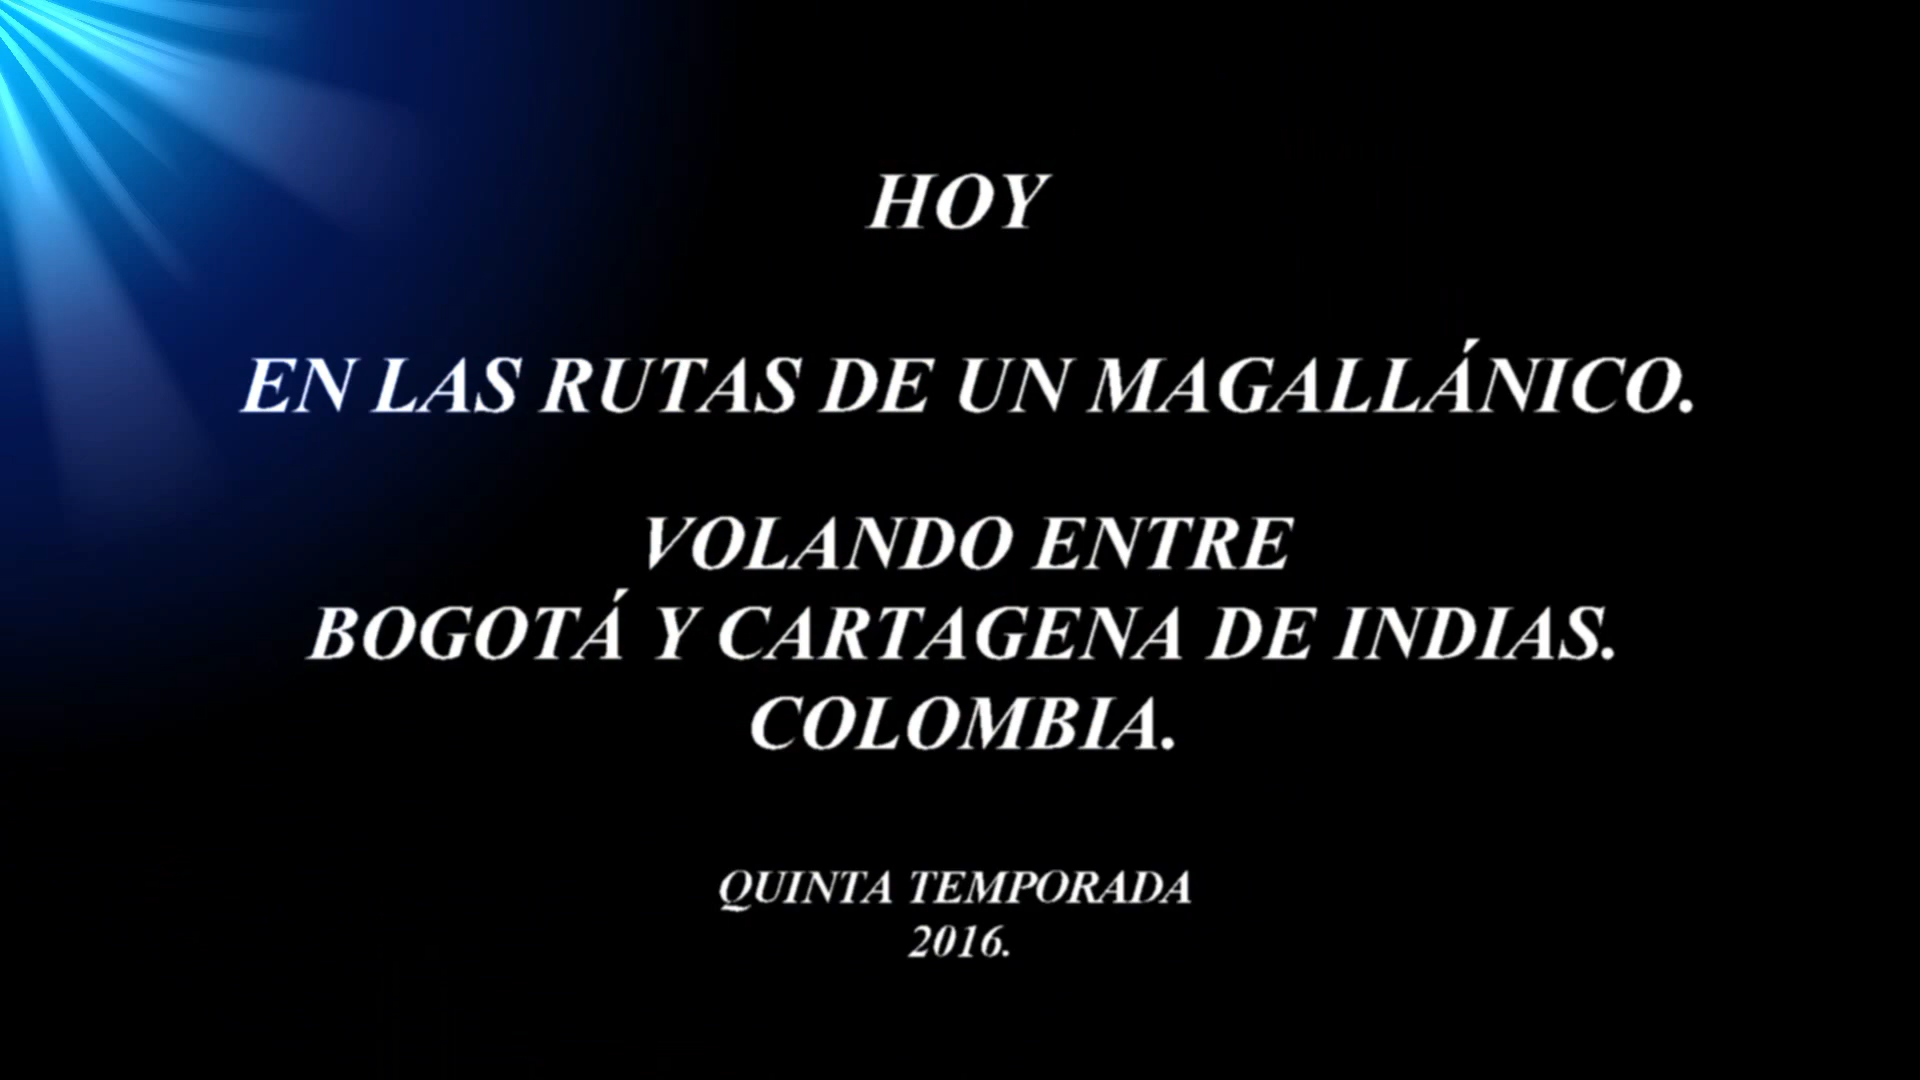 HOY
EN LAS RUTAS DE UN MAGALLÁNICO.
VOLANDO ENTRE
BOGOTÁ Y CARTAGENA DE INDIAS.
COLOMBIA.
QUINTA TEMPORADA
2016.